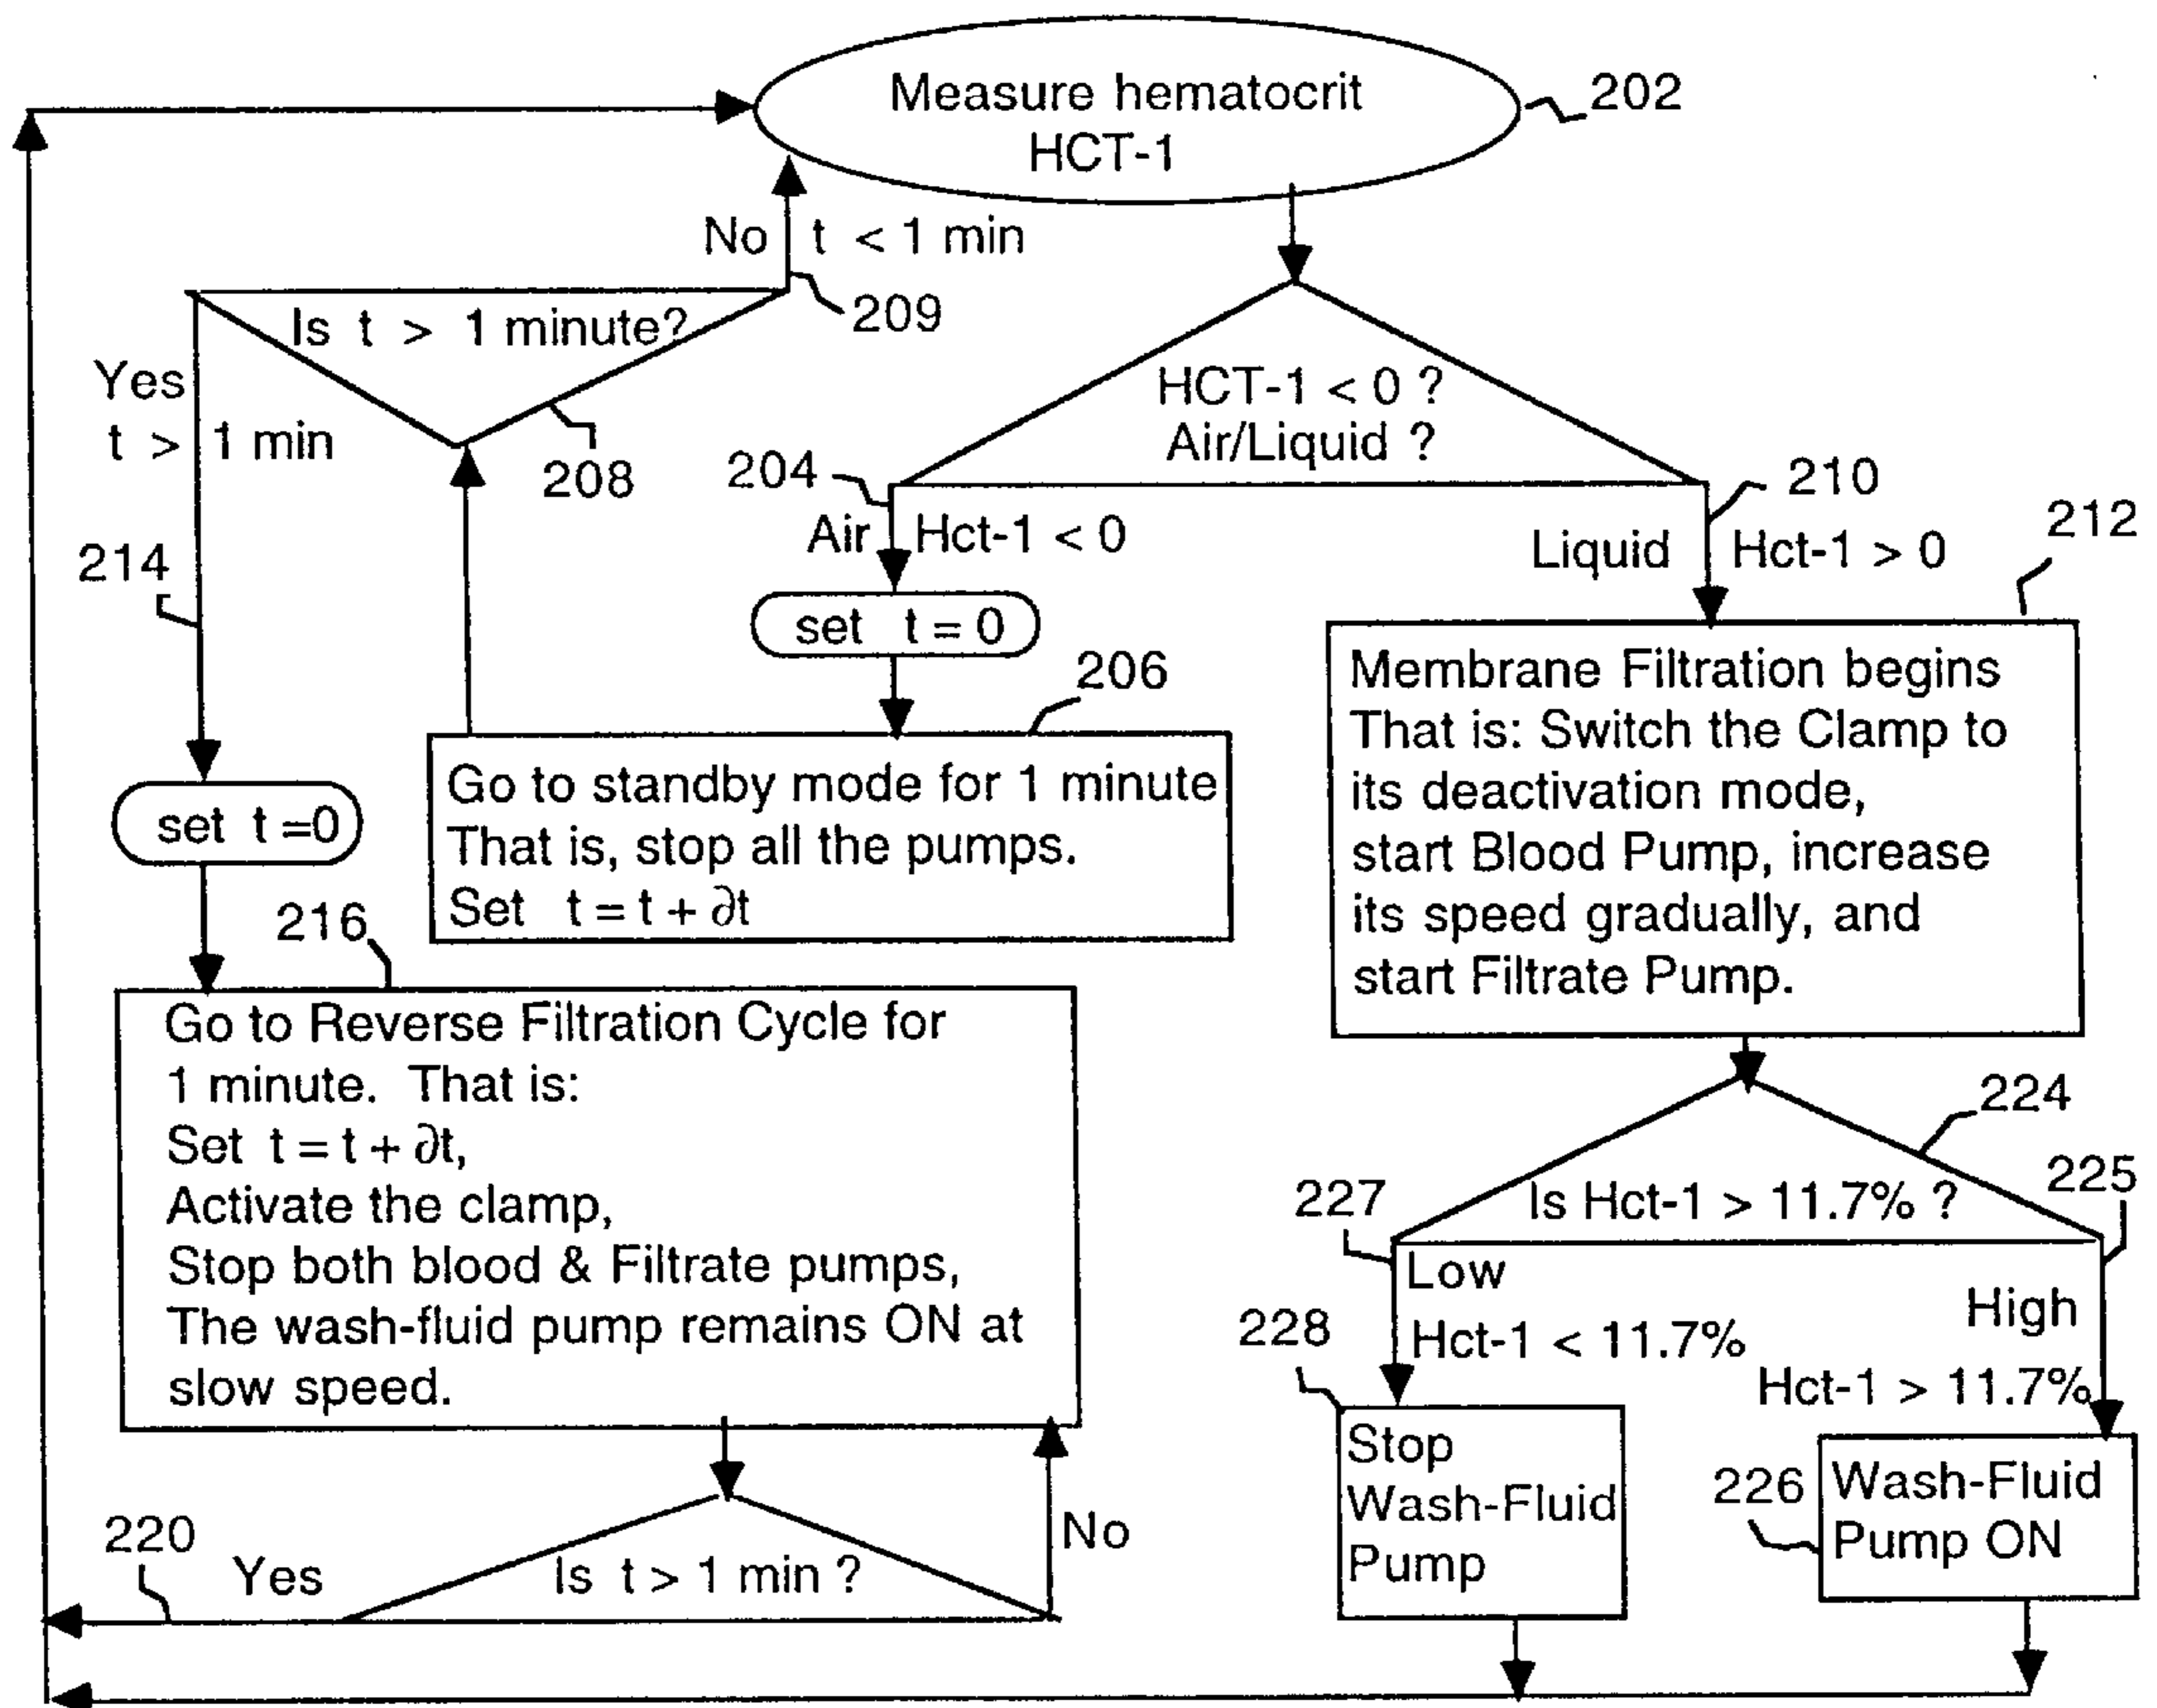 Measure hematocrit
HCT-1
202
No t < 1 min
209
Is t > 1 minute?
Yes
t > 1 min
208
HCT-1 < 0 ?
Air/Liquid ?
204
Air Hct-1 < 0
210
Liquid Hct-1 > 0
212
214
set t = 0
206
Go to standby mode for 1 minute
That is, stop all the pumps.
Set t = t + ∂t
set t =0
216
Go to Reverse Filtration Cycle for
1 minute. That is:
Set t = t + ∂t,
Activate the clamp,
Stop both blood & Filtrate pumps,
The wash-fluid pump remains ON at
slow speed.
Is t > 1 min ?
No
220
Yes
Membrane Filtration begins
That is: Switch the Clamp to
its deactivation mode,
start Blood Pump, increase
its speed gradually, and
start Filtrate Pump.
224
Is Hct-1 > 11.7% ?
225
227
Low
Hct-1 < 11.7%
High
Hct-1 > 11.7%
228
Stop
Wash-Fluid
Pump
226
Wash-Fluid
Pump ON